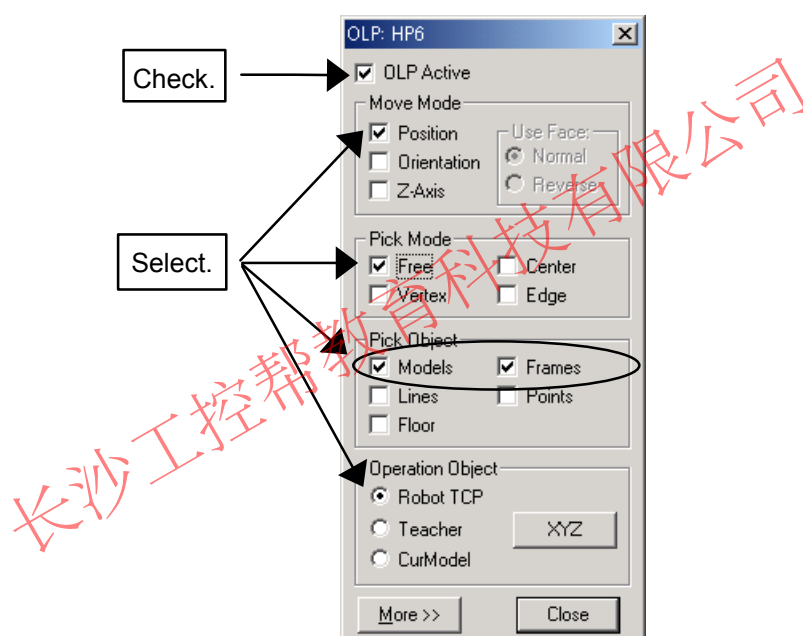 OLP: HP6
Check.
OLP Active
Move Mode
Position
Use Face:
Orientation
Normal
Z-Axis
Reverse
Select.
Pick Mode
Free
Center
Vertex
Edge
Pick Object
Models
Frames
Lines
Points
Floor
Operation Object
Robot TCP
Teacher
XYZ
CurModel
More >>
Close
长沙工控帮教育科技有限公司